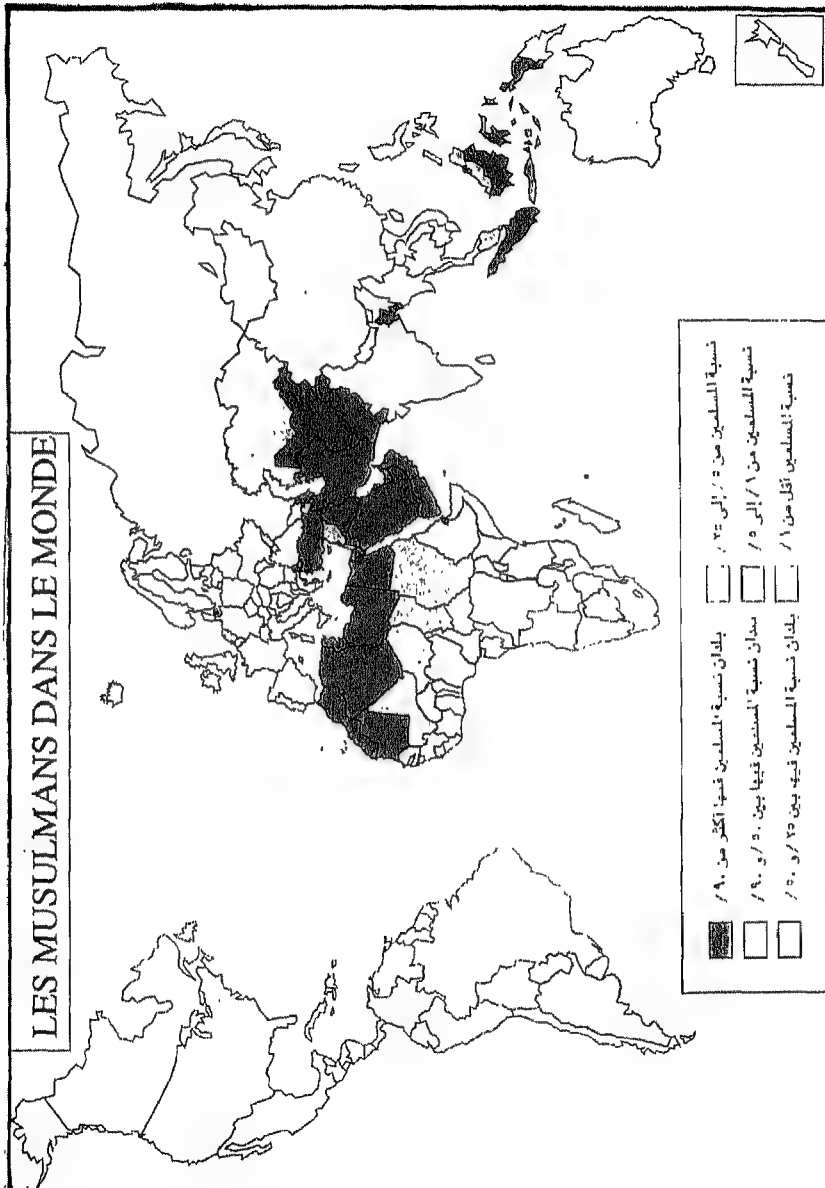 LES MUSULMANS DANS LE MONDE
بلدان نسبة المسلمين فيها أكثر من ٩٠٪
بلدان نسبة المسلمين فيها بين ٥٠٪ و ٩٠٪
بلدان نسبة المسلمين فيها بين ٢٥٪ و ٥٠٪
نسبة المسلمين من ٥٪ إلى ٢٥٪
نسبة المسلمين من ١٪ إلى ٥٪
نسبة المسلمين أقل من ١٪